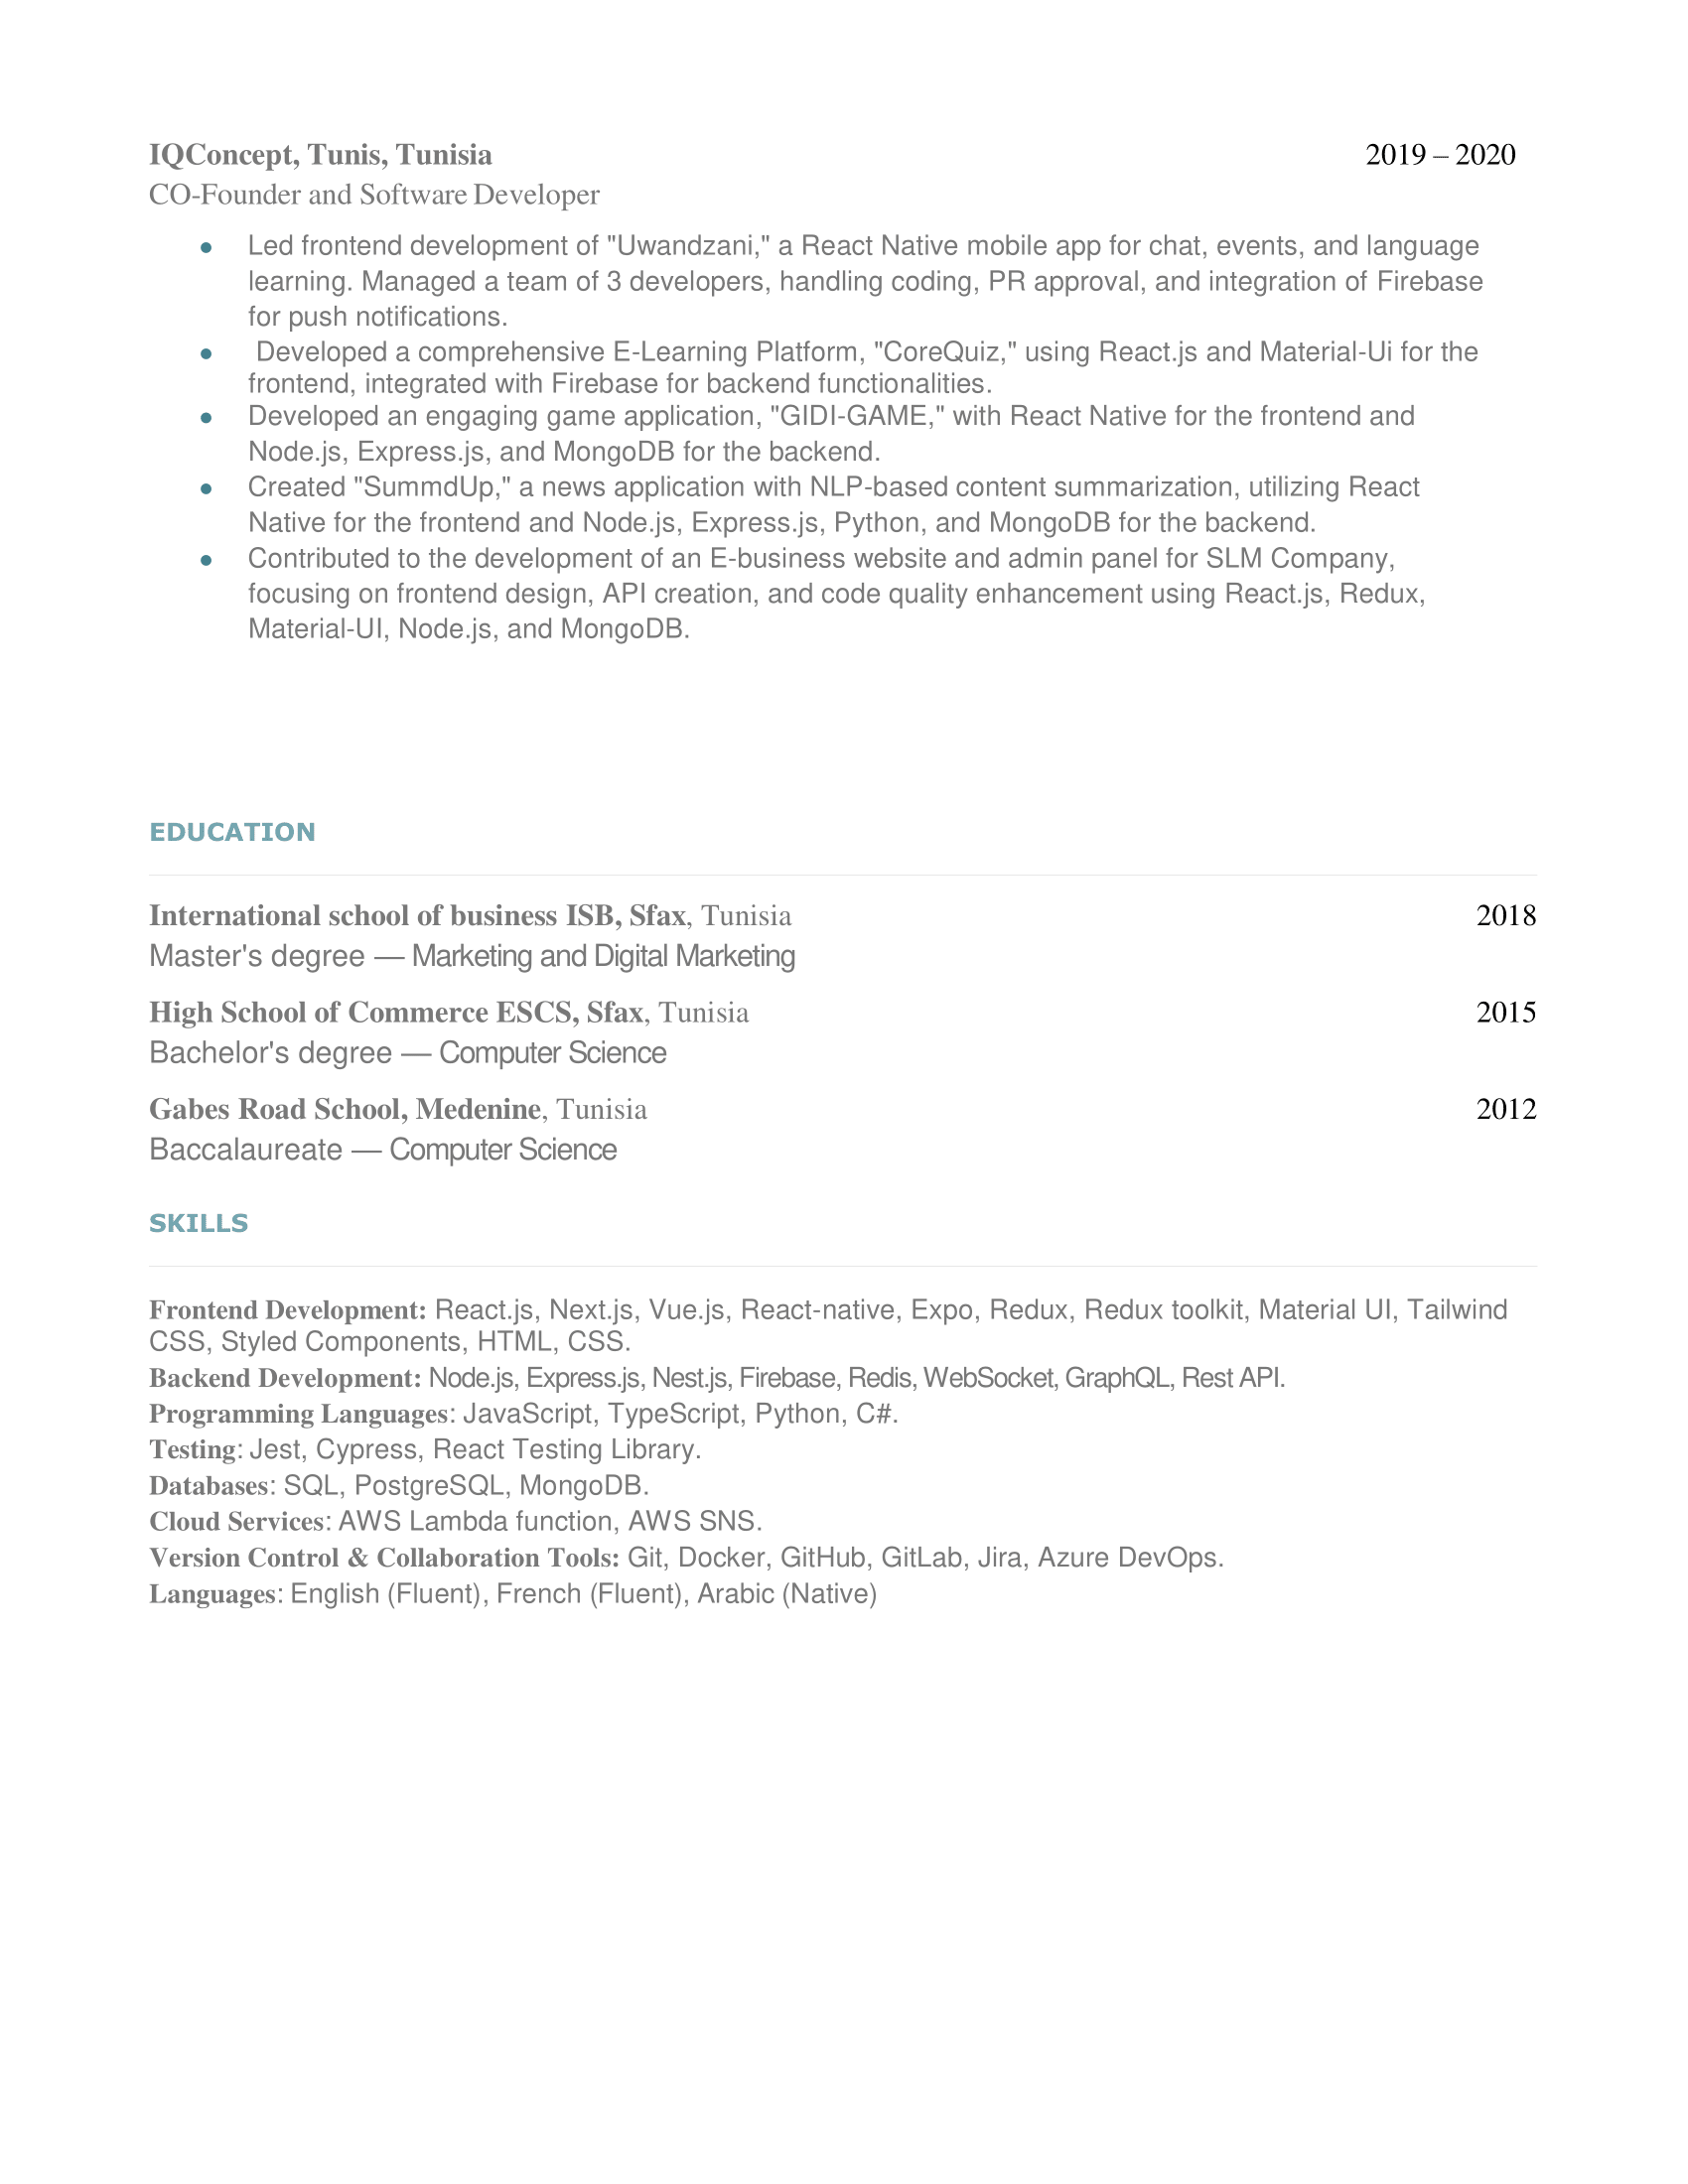 IQConcept, Tunis, Tunisia 2019 – 2020
CO-Founder and Software Developer
● Led frontend development of "Uwandzani," a React Native mobile app for chat, events, and language
learning. Managed a team of 3 developers, handling coding, PR approval, and integration of Firebase
for push notifications.
● Developed a comprehensive E-Learning Platform, "CoreQuiz," using React.js and Material-Ui for the
frontend, integrated with Firebase for backend functionalities.
● Developed an engaging game application, "GIDI-GAME," with React Native for the frontend and
Node.js, Express.js, and MongoDB for the backend.
● Created "SummdUp," a news application with NLP-based content summarization, utilizing React
Native for the frontend and Node.js, Express.js, Python, and MongoDB for the backend.
● Contributed to the development of an E-business website and admin panel for SLM Company,
focusing on frontend design, API creation, and code quality enhancement using React.js, Redux,
Material-UI, Node.js, and MongoDB.
EDUCATION
International school of business ISB, Sfax, Tunisia 2018
Master's degree — Marketing and Digital Marketing
High School of Commerce ESCS, Sfax, Tunisia 2015
Bachelor's degree — Computer Science
Gabes Road School, Medenine, Tunisia 2012
Baccalaureate — Computer Science
SKILLS
Frontend Development: React.js, Next.js, Vue.js, React-native, Expo, Redux, Redux toolkit, Material UI, Tailwind
CSS, Styled Components, HTML, CSS.
Backend Development: Node.js, Express.js, Nest.js, Firebase, Redis, WebSocket, GraphQL, Rest API.
Programming Languages: JavaScript, TypeScript, Python, C#.
Testing: Jest, Cypress, React Testing Library.
Databases: SQL, PostgreSQL, MongoDB.
Cloud Services: AWS Lambda function, AWS SNS.
Version Control & Collaboration Tools: Git, Docker, GitHub, GitLab, Jira, Azure DevOps.
Languages: English (Fluent), French (Fluent), Arabic (Native)